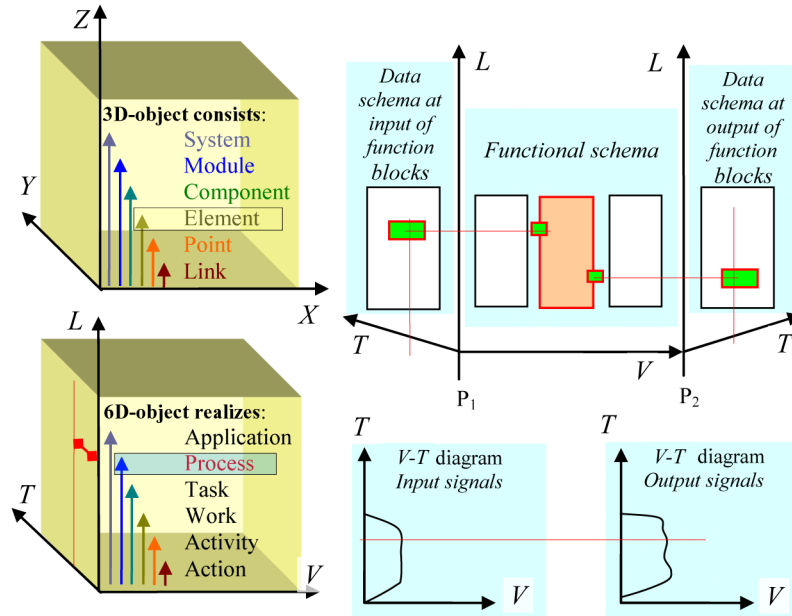 Z
3D-object consists:
System
Module
Component
Element
Point
Link
Y
X
L
6D-object realizes:
Application
Process
Task
Work
Activity
Action
T
V
Data
schema at
input of
function
blocks
L
Functional schema
L
Data
schema at
output of
function
blocks
T
V
T
P1
P2
T
V-T diagram
Input signals
V
T
V-T diagram
Output signals
V